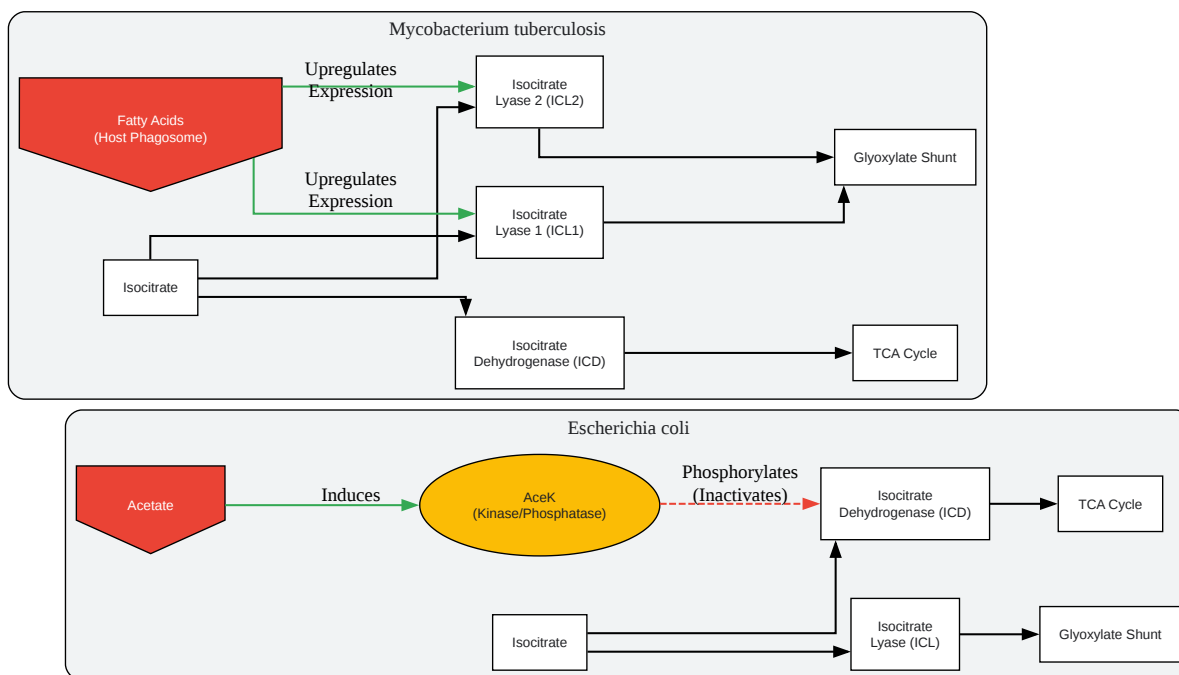 Mycobacterium tuberculosis
Upregulates
Expression
Isocitrate
Lyase 2 (ICL2)
Fatty Acids
(Host Phagosome)
Glyoxylate Shunt
Upregulates
Expression
Isocitrate
Lyase 1 (ICL1)
Isocitrate
Isocitrate
Dehydrogenase (ICD)
TCA Cycle
Escherichia coli
Acetate
Induces
AceK
(Kinase/Phosphatase)
Phosphorylates
(Inactivates)
Isocitrate
Dehydrogenase (ICD)
TCA Cycle
Isocitrate
Isocitrate
Lyase (ICL)
Glyoxylate Shunt